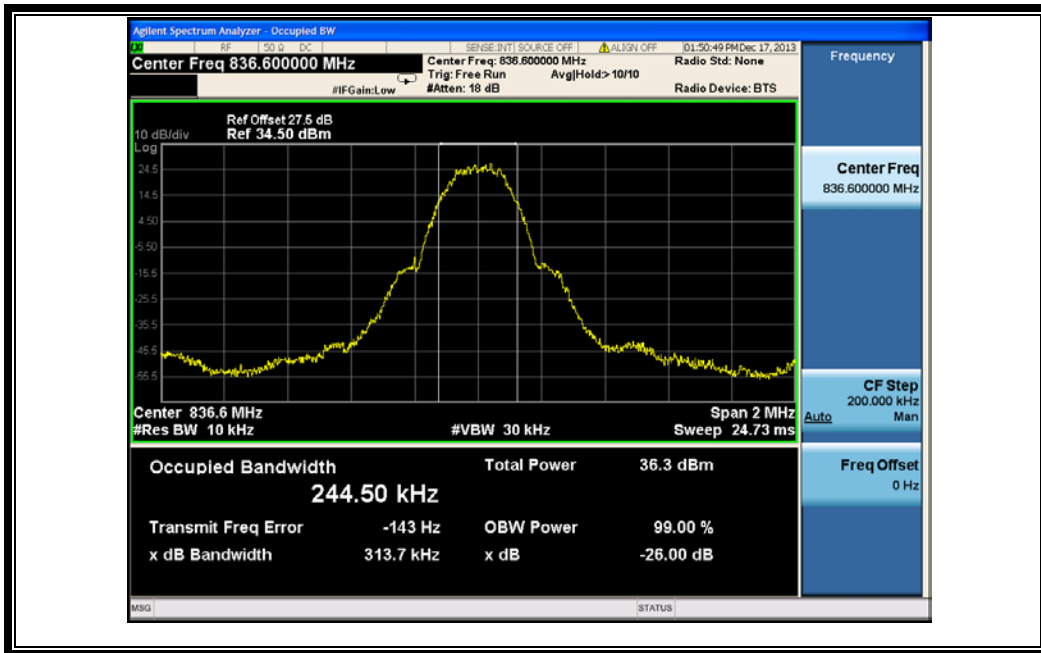 Agilent Spectrum Analyzer - Occupied BW
LXI RF 50 Ω DC SENSE:INT SOURCE OFF ALIGN OFF 01:50:49 PM Dec 17, 2013
Center Freq 836.600000 MHz
Center Freq: 836.600000 MHz
Radio Std: None
Trig: Free Run Avg|Hold:> 10/10
#IFGain:Low
#Atten: 18 dB
Radio Device: BTS
Ref Offset 27.5 dB
10 dB/div Ref 34.50 dBm
Log
24.5
14.5
4.50
-5.50
-15.5
-25.5
-35.5
-45.5
-55.5
Center 836.6 MHz Span 2 MHz
#Res BW 10 kHz #VBW 30 kHz Sweep 24.73 ms
Occupied Bandwidth Total Power 36.3 dBm
244.50 kHz
Transmit Freq Error -143 Hz OBW Power 99.00 %
x dB Bandwidth 313.7 kHz x dB -26.00 dB
MSG STATUS
Frequency
Center Freq
836.600000 MHz
CF Step
200.000 kHz
Auto Man
Freq Offset
0 Hz